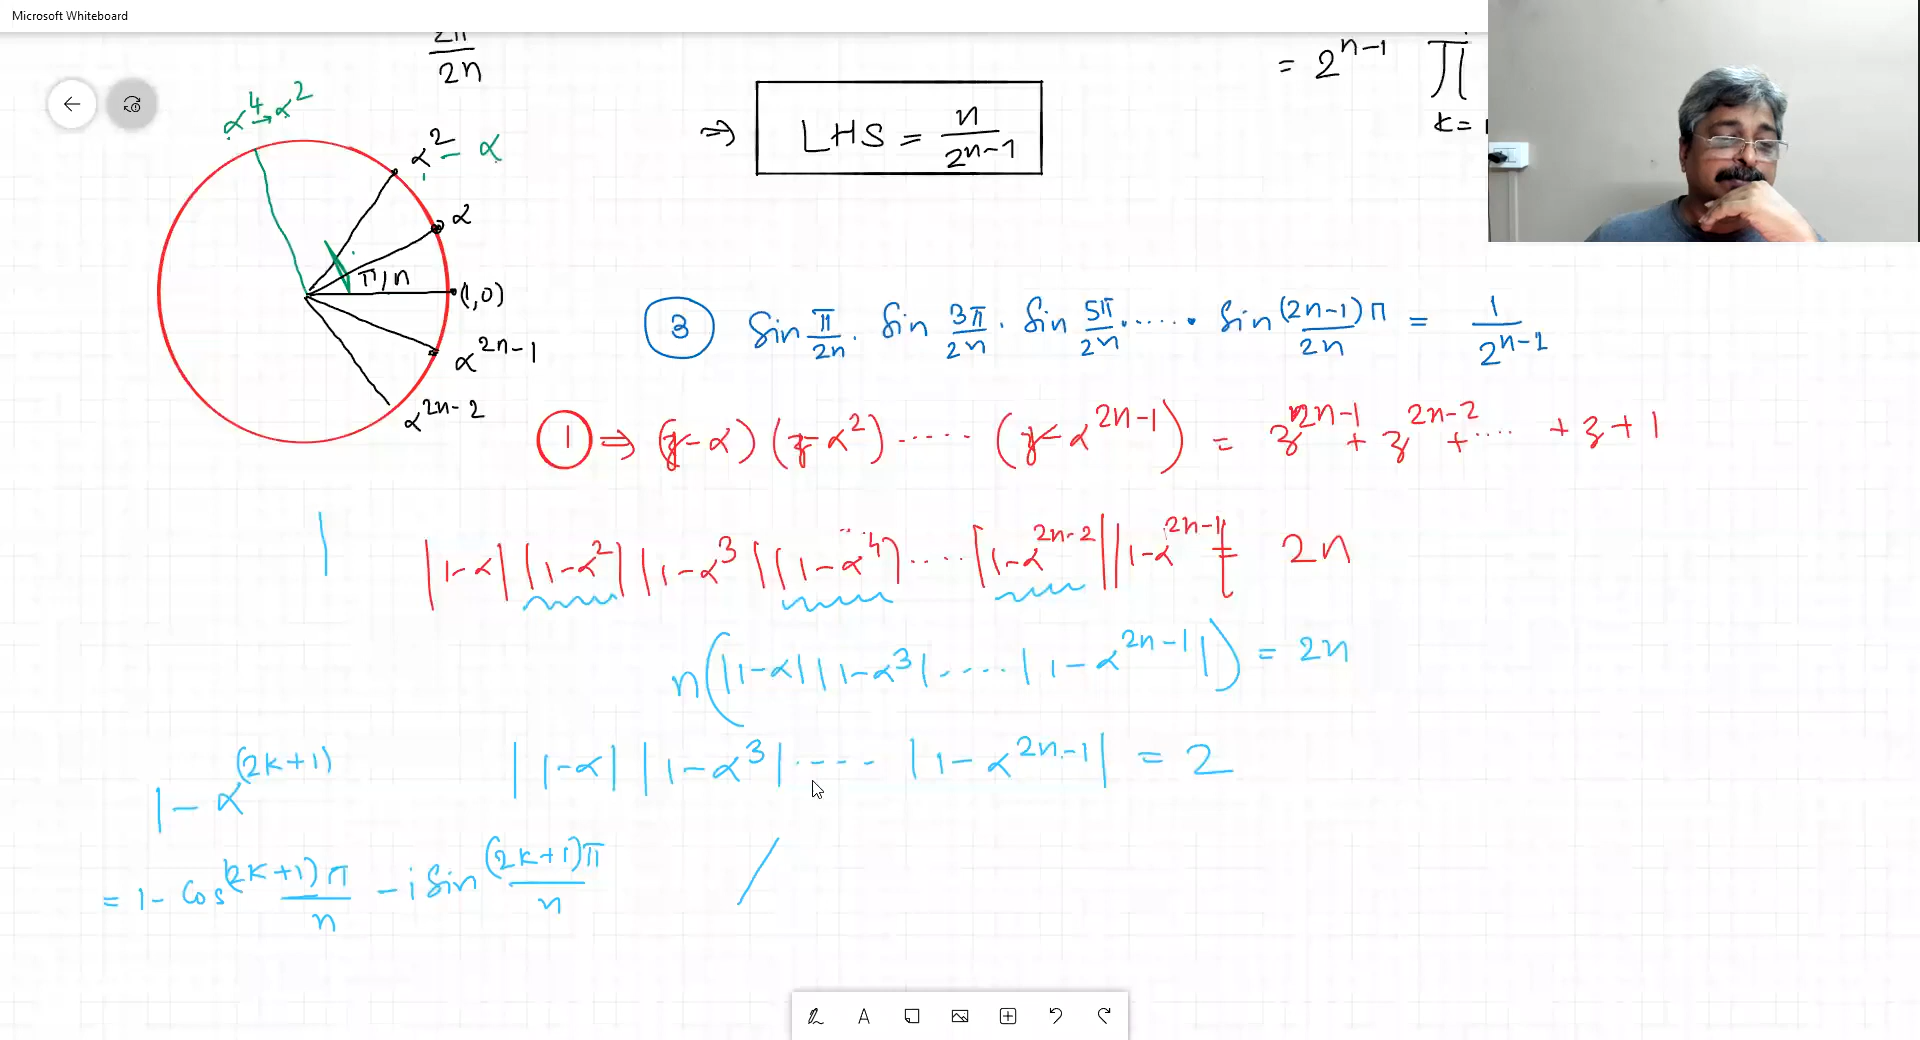 Microsoft Whiteboard
2π/2n
= 2^(n-1) ∏
K=
α^4 → α^2
α^2 - α
⇒ LHS = n/2^(n-1)
α
π/n
(1,0)
α^(2n-1)
α^(2n-2)
③ Sin π/2n . Sin 3π/2n . Sin 5π/2n ...... Sin (2n-1)π/2n = 1/2^(n-1)
① ⇒ (z-α)(z-α^2) ..... (z-α^(2n-1)) = z^(2n-1) + z^(2n-2) + .... + z + 1
|1-α| |1-α^2| |1-α^3| |1-α^4| .... |1-α^(2n-2)| |1-α^(2n-1)| = 2n
n(|1-α| |1-α^3| .... |1-α^(2n-1)|) = 2n
|1-α| |1-α^3| .... |1-α^(2n-1)| = 2
1 - α^(2k+1)
= 1 - Cos (2k+1)π/n - i Sin (2k+1)π/n